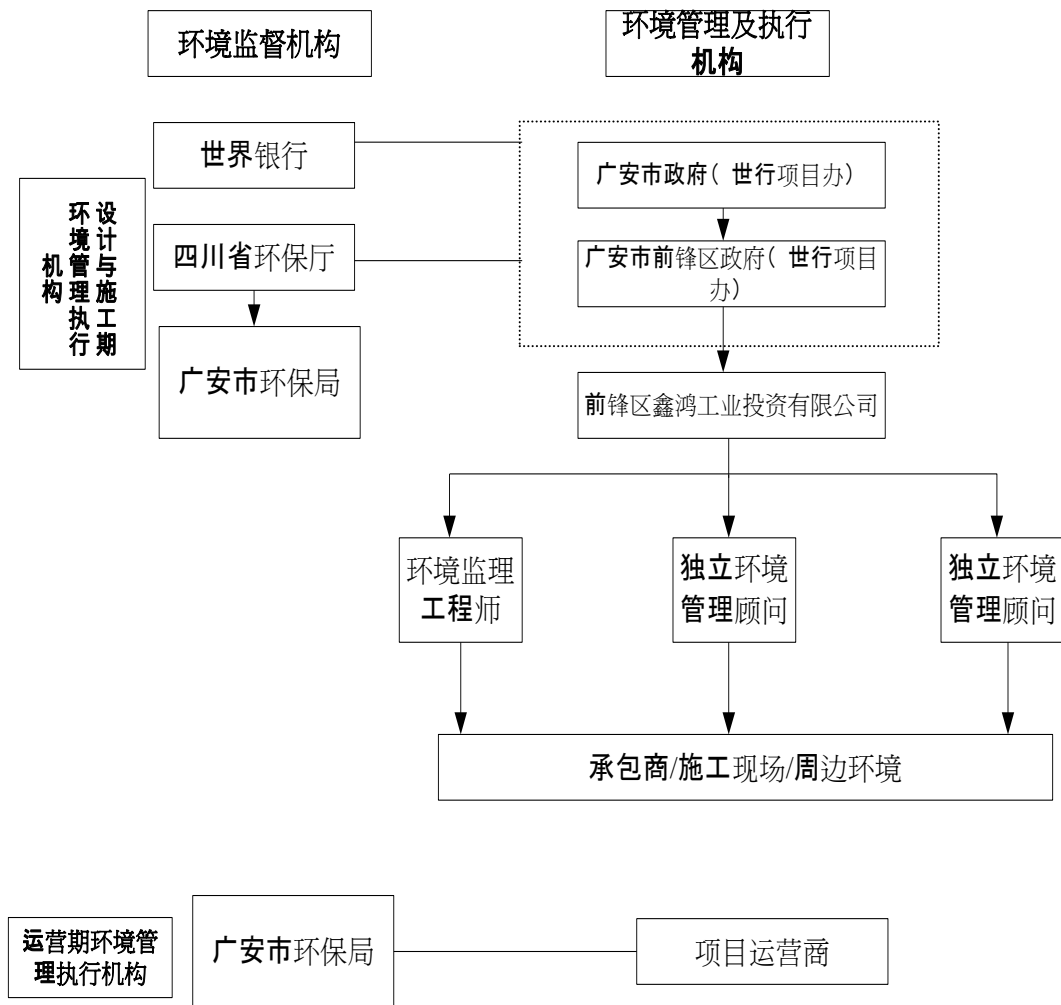 环境监督机构
环境管理及执行
机构
世界银行
广安市政府( 世行项目办)
设计与施工期
环境管理执行
机构
四川省环保厅
广安市前锋区政府( 世行项目
办)
广安市环保局
前锋区鑫鸿工业投资有限公司
环境监理
工程师
独立环境
管理顾问
独立环境
管理顾问
承包商/施工现场/周边环境
运营期环境管
理执行机构
广安市环保局
项目运营商